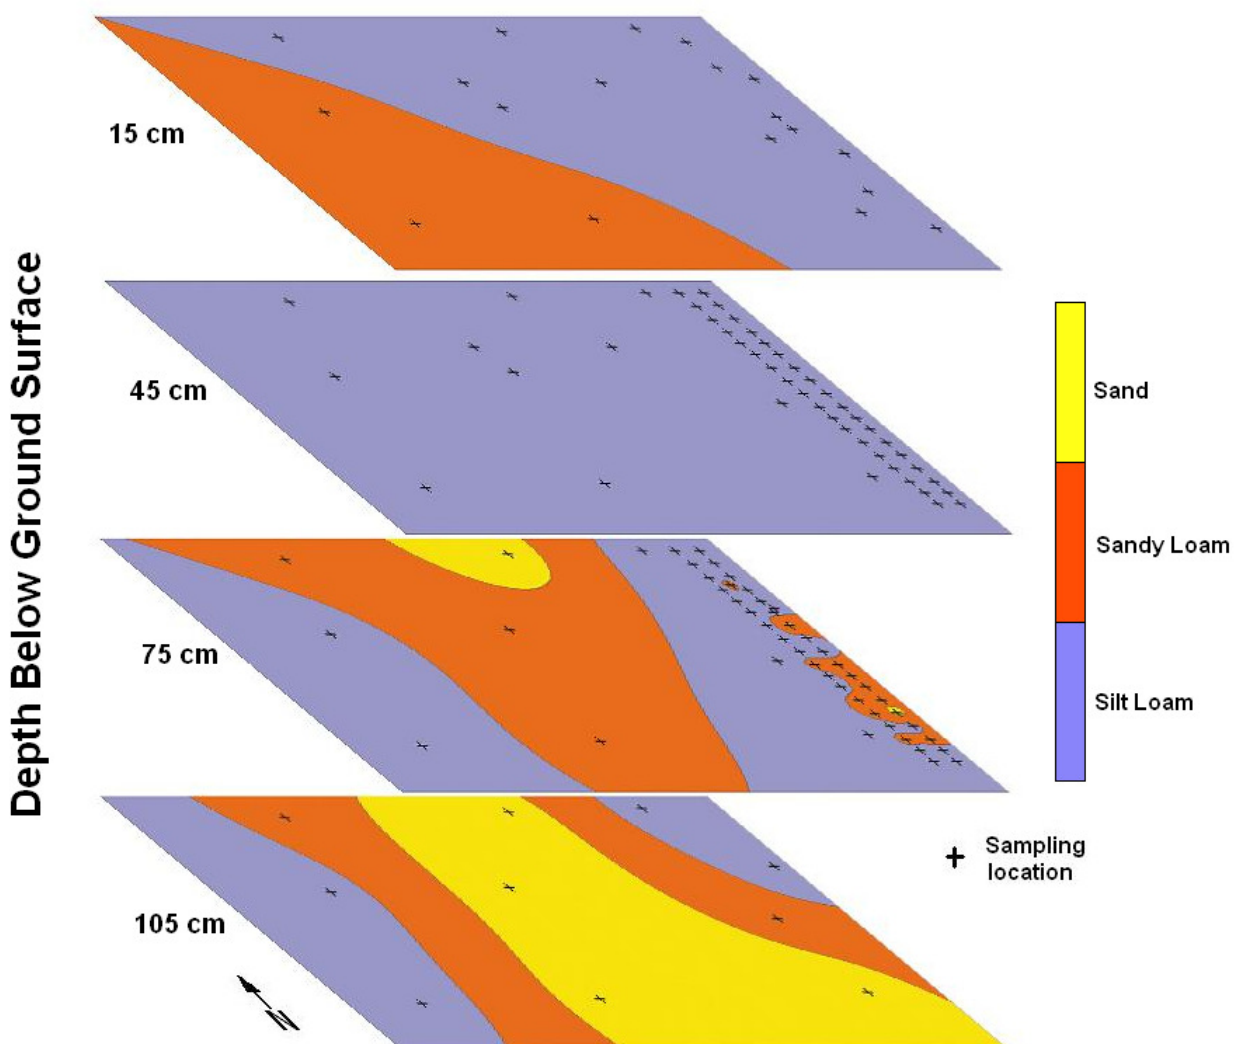 Depth Below Ground Surface
15 cm
45 cm
75 cm
105 cm
N
Sand
Sandy Loam
Silt Loam
Sampling
location